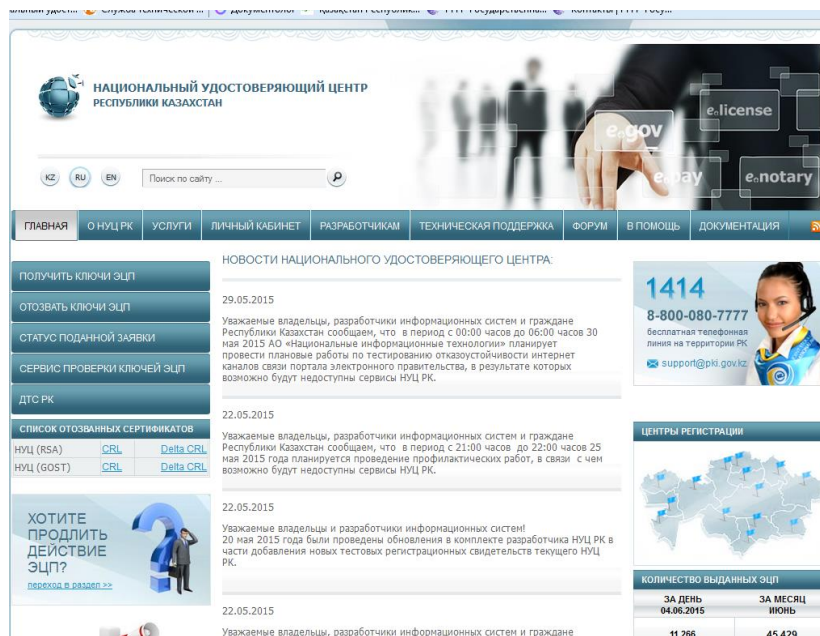 НАЦИОНАЛЬНЫЙ УДОСТОВЕРЯЮЩИЙ ЦЕНТР
РЕСПУБЛИКИ КАЗАХСТАН
e.gov
e.license
e.pay
e.notary
KZ RU EN Поиск по сайту ...
ГЛАВНАЯ О НУЦ РК УСЛУГИ ЛИЧНЫЙ КАБИНЕТ РАЗРАБОТЧИКАМ ТЕХНИЧЕСКАЯ ПОДДЕРЖКА ФОРУМ В ПОМОЩЬ ДОКУМЕНТАЦИЯ
ПОЛУЧИТЬ КЛЮЧИ ЭЦП
ОТОЗВАТЬ КЛЮЧИ ЭЦП
СТАТУС ПОДАННОЙ ЗАЯВКИ
СЕРВИС ПРОВЕРКИ КЛЮЧЕЙ ЭЦП
ДТС РК
СПИСОК ОТОЗВАННЫХ СЕРТИФИКАТОВ
НУЦ (RSA) CRL Delta CRL
НУЦ (GOST) CRL Delta CRL
ХОТИТЕ
ПРОДЛИТЬ
ДЕЙСТВИЕ
ЭЦП?
переход в раздел >>
НОВОСТИ НАЦИОНАЛЬНОГО УДОСТОВЕРЯЮЩЕГО ЦЕНТРА:
29.05.2015
Уважаемые владельцы, разработчики информационных систем и граждане
Республики Казахстан сообщаем, что в период с 00:00 часов до 06:00 часов 30
мая 2015 АО «Национальные информационные технологии» планирует
провести плановые работы по тестированию отказоустойчивости интернет
каналов связи портала электронного правительства, в результате которых
возможно будут недоступны сервисы НУЦ РК.
22.05.2015
Уважаемые владельцы, разработчики информационных систем и граждане
Республики Казахстан сообщаем, что в период с 21:00 часов до 22:00 часов 25
мая 2015 года планируется проведение профилактических работ, в связи с чем
возможно будут недоступны сервисы НУЦ РК.
22.05.2015
Уважаемые владельцы и разработчики информационных систем!
20 мая 2015 года были проведены обновления в комплекте разработчика НУЦ РК в
части добавления новых тестовых регистрационных свидетельств текущего НУЦ
РК.
22.05.2015
Уважаемые владельцы, разработчики информационных систем и граждане
1414
8-800-080-7777
бесплатная телефонная
линия на территории РК
support@pki.gov.kz
ЦЕНТРЫ РЕГИСТРАЦИИ
КОЛИЧЕСТВО ВЫДАННЫХ ЭЦП
ЗА ДЕНЬ ЗА МЕСЯЦ
04.06.2015 ИЮНЬ
11 266 45 429